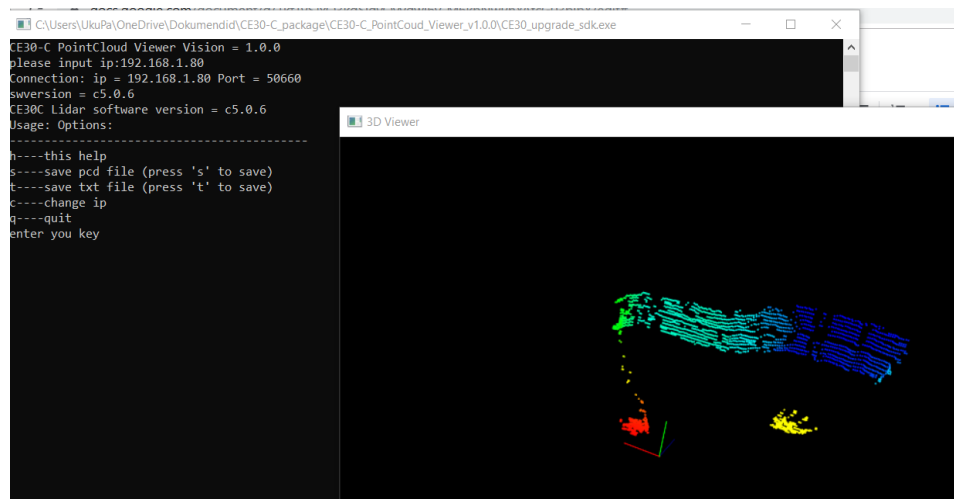 C:\Users\UkuPa\OneDrive\Dokumendid\CE30-C_package\CE30-C_PointCoud_Viewer_v1.0.0\CE30_upgrade_sdk.exe
CE30-C PointCloud Viewer Vision = 1.0.0
please input ip:192.168.1.80
Connection: ip = 192.168.1.80 Port = 50660
swversion = c5.0.6
CE30C Lidar software version = c5.0.6
Usage: Options:
------------------------------------------
h----this help
s----save pcd file (press 's' to save)
t----save txt file (press 't' to save)
c----change ip
q----quit
enter you key
3D Viewer